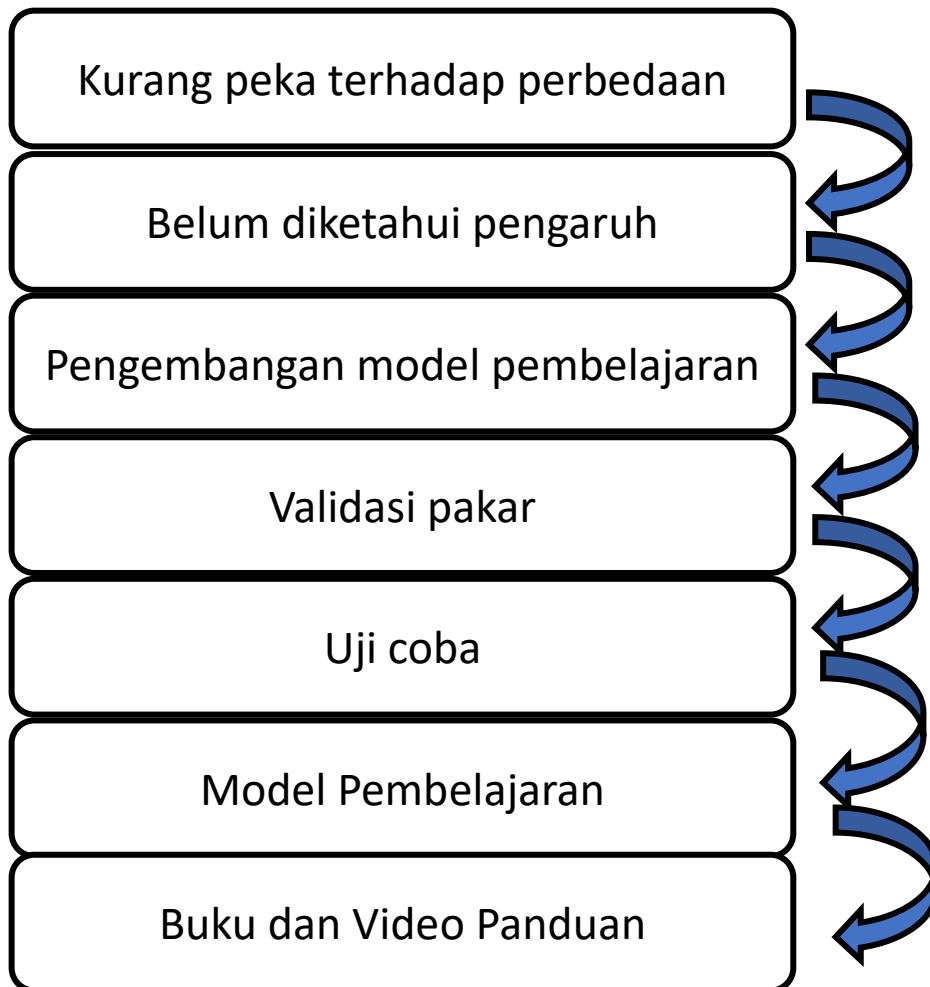 Kurang peka terhadap perbedaan
Belum diketahui pengaruh
Pengembangan model pembelajaran
Validasi pakar
Uji coba
Model Pembelajaran
Buku dan Video Panduan